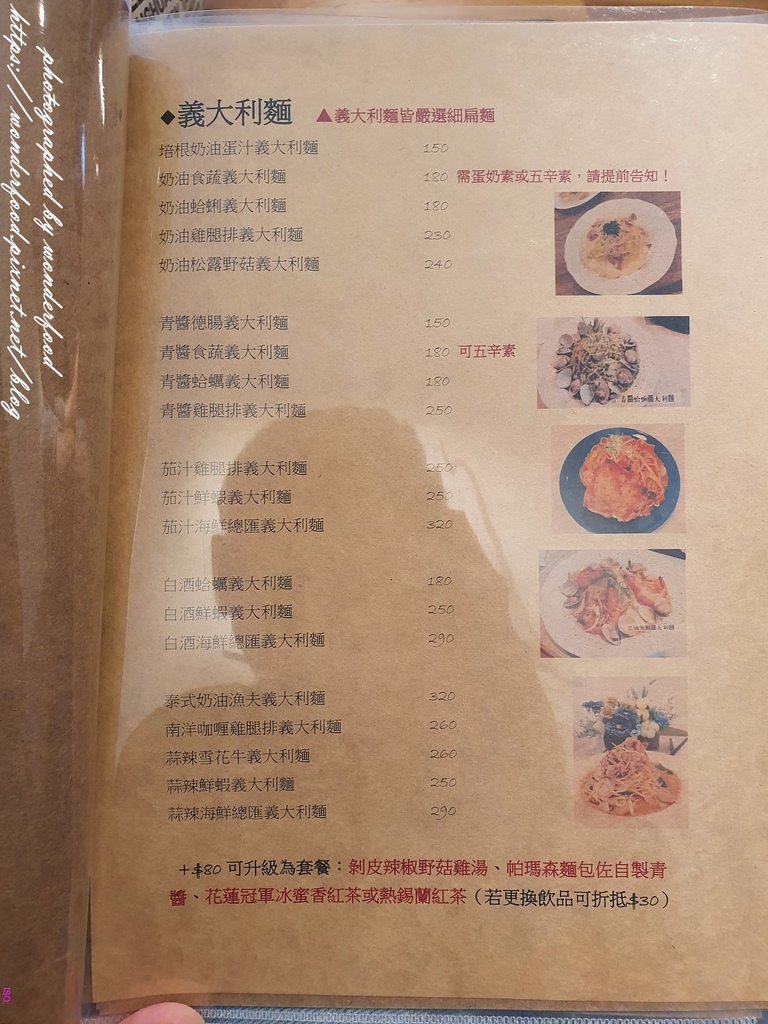 photographed by wonderfood
https://wonderfood.pixnet.net/blog
◆義大利麵 ▲義大利麵皆嚴選細扁麵
培根奶油蛋汁義大利麵 150
奶油食蔬義大利麵 180 需蛋奶素或五辛素，請提前告知！
奶油蛤蜊義大利麵 180
奶油雞腿排義大利麵 230
奶油松露野菇義大利麵 240
青醬德腸義大利麵 150
青醬食蔬義大利麵 180 可五辛素
青醬蛤蠣義大利麵 180
青醬雞腿排義大利麵 250
茄汁雞腿排義大利麵 250
茄汁鮮蝦義大利麵 250
茄汁海鮮總匯義大利麵 320
白酒蛤蠣義大利麵 180
白酒鮮蝦義大利麵 250
白酒海鮮總匯義大利麵 290
泰式奶油漁夫義大利麵 320
南洋咖喱雞腿排義大利麵 260
蒜辣雪花牛義大利麵 260
蒜辣鮮蝦義大利麵 250
蒜辣海鮮總匯義大利麵 290
+$80 可升級為套餐：剝皮辣椒野菇雞湯、帕瑪森麵包佐自製青
醬、花蓮冠軍冰蜜香紅茶或熱錫蘭紅茶（若更換飲品可折抵$30）